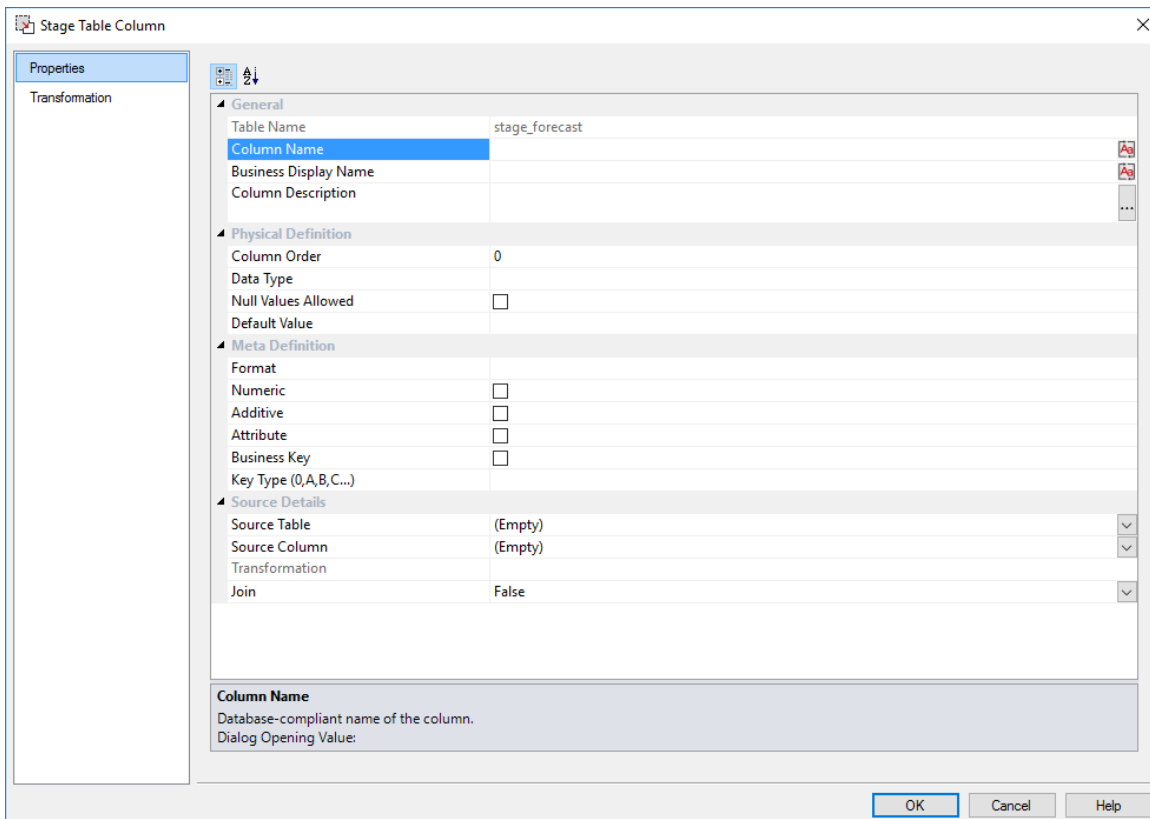 Stage Table Column
Properties
Transformation
General
Table Name stage_forecast
Column Name
Business Display Name
Column Description
...
Physical Definition
Column Order 0
Data Type
Null Values Allowed
Default Value
Meta Definition
Format
Numeric
Additive
Attribute
Business Key
Key Type (0,A,B,C...)
Source Details
Source Table (Empty)
Source Column (Empty)
Transformation
Join False
Column Name
Database-compliant name of the column.
Dialog Opening Value:
OK Cancel Help